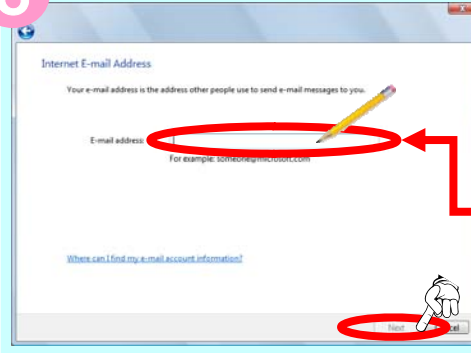 Internet E-mail Address
Your e-mail address is the address other people use to send e-mail messages to you.
E-mail address:
For example: someone@microsoft.com
Where can I find my e-mail account information?
Next